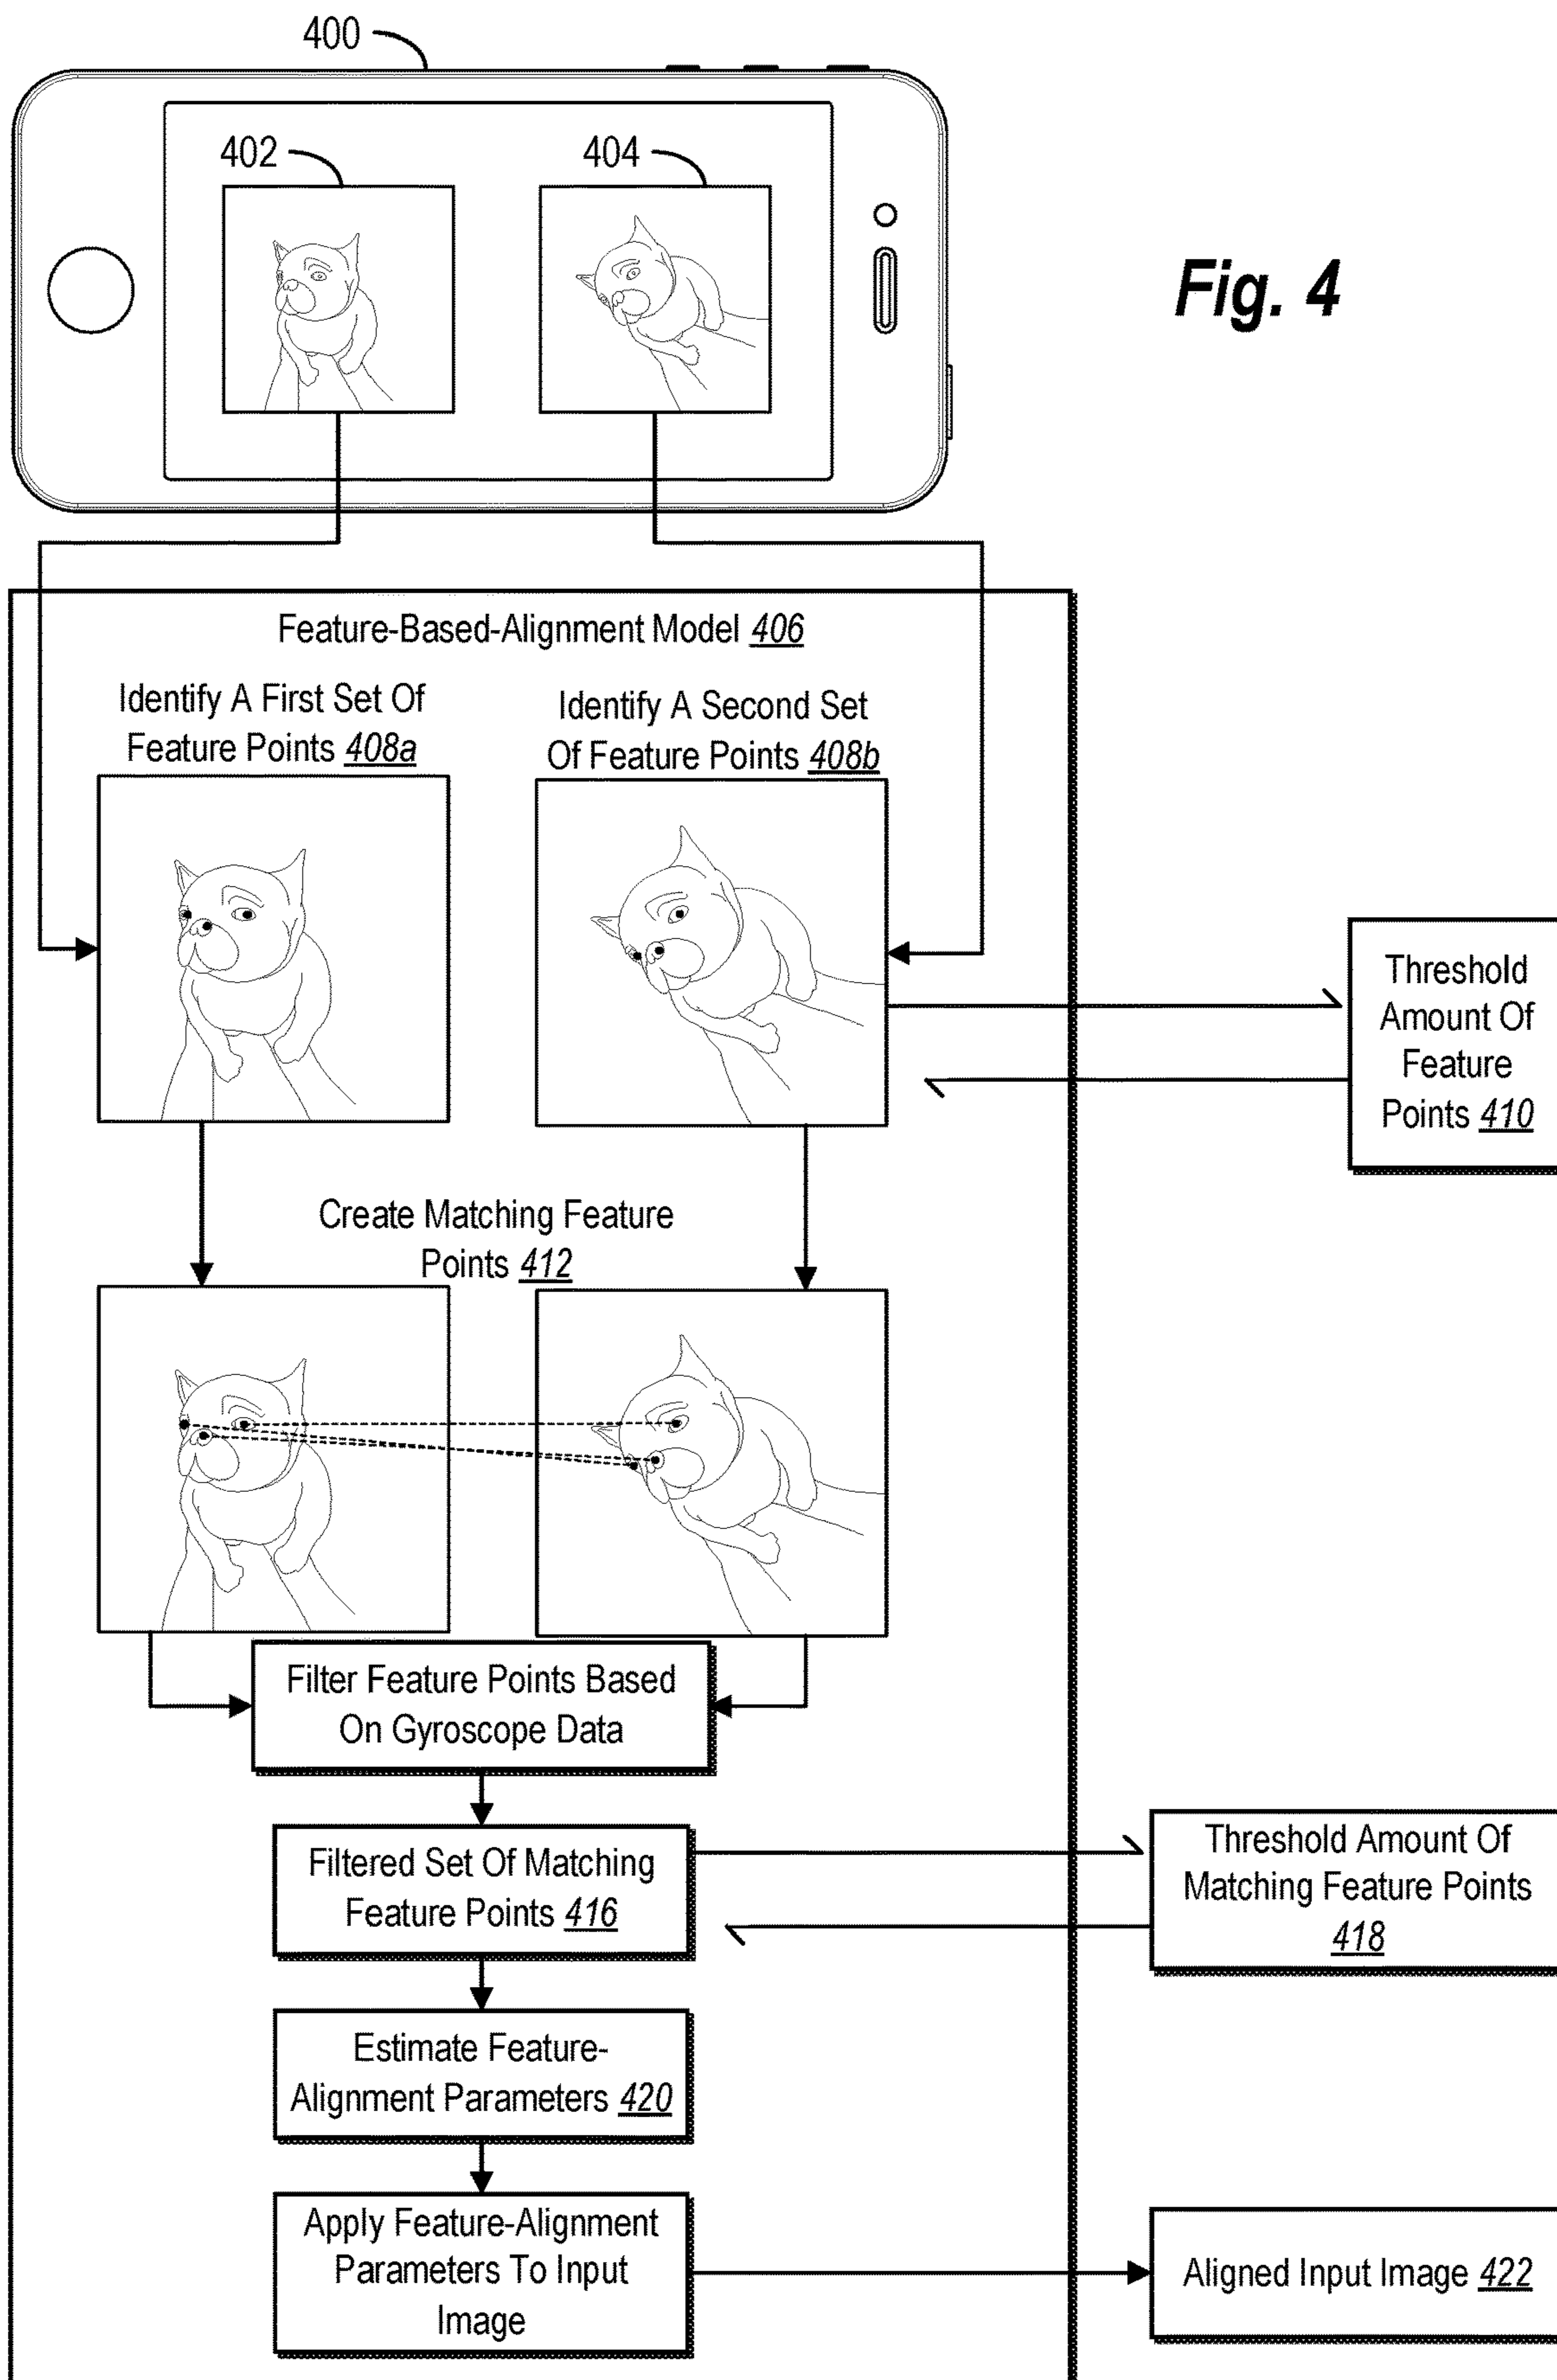 400
402
404
Fig. 4
Feature-Based-Alignment Model 406
Identify A First Set Of
Feature Points 408a
Identify A Second Set
Of Feature Points 408b
Threshold
Amount Of
Feature
Points 410
Create Matching Feature
Points 412
Filter Feature Points Based
On Gyroscope Data
Filtered Set Of Matching
Feature Points 416
Threshold Amount Of
Matching Feature Points
418
Estimate Feature-
Alignment Parameters 420
Apply Feature-Alignment
Parameters To Input
Image
Aligned Input Image 422